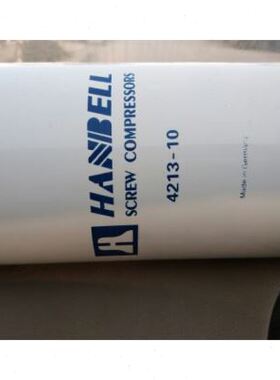 HANBELL
SCREW COMPRESSORS
4213-10
Made in Germany